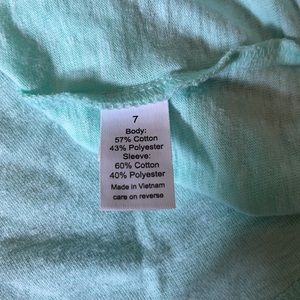 7
Body:
57% Cotton
43% Polyester
Sleeve:
60% Cotton
40% Polyester
Made in Vietnam
care on reverse